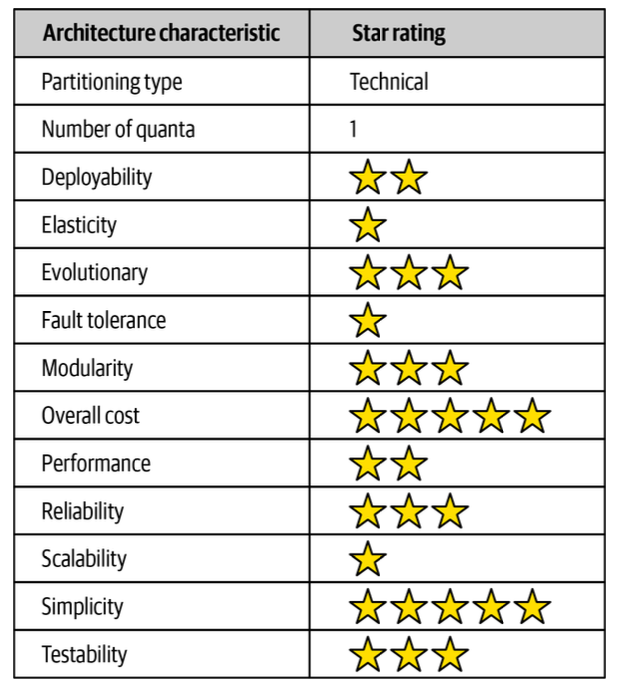 Architecture characteristic Star rating
Partitioning type Technical
Number of quanta 1
Deployability
Elasticity
Evolutionary
Fault tolerance
Modularity
Overall cost
Performance
Reliability
Scalability
Simplicity
Testability